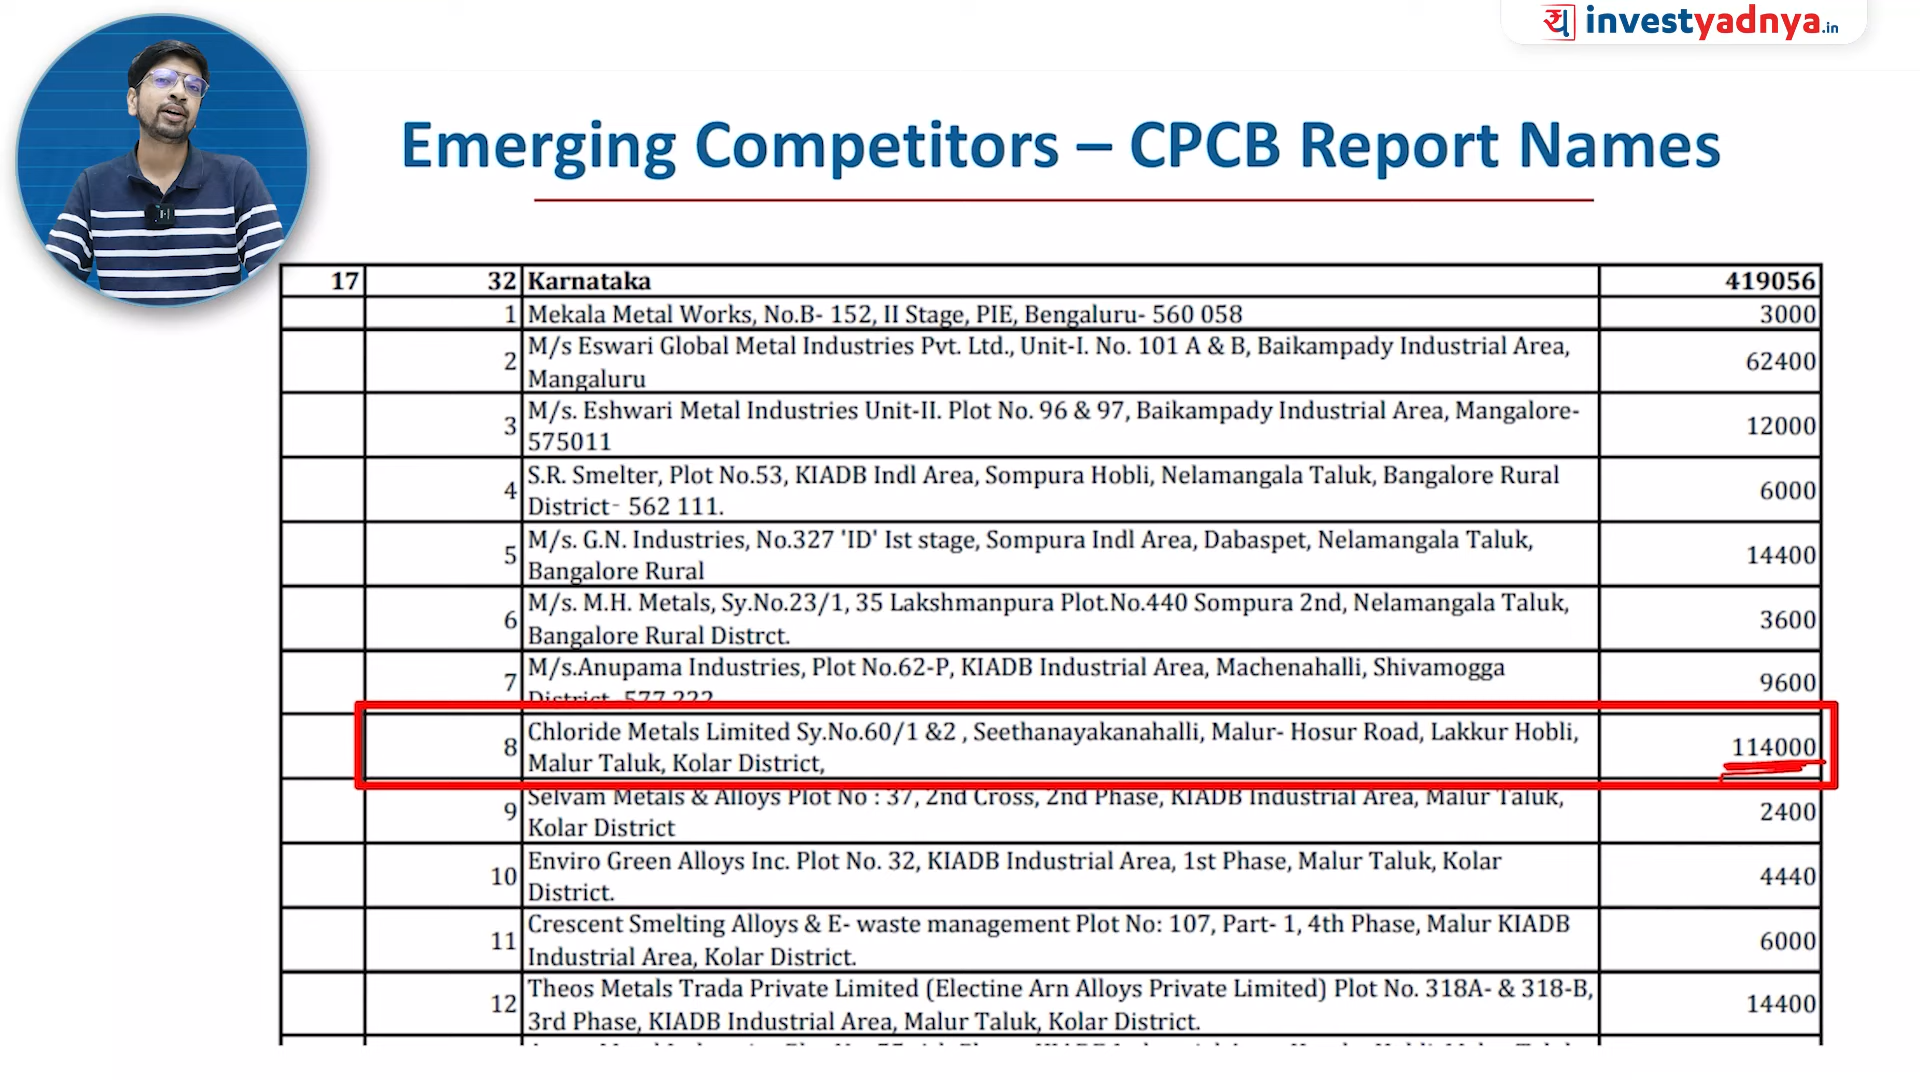 investyadnya.in
Emerging Competitors – CPCB Report Names
17 32 Karnataka 419056
1 Mekala Metal Works, No.B- 152, II Stage, PIE, Bengaluru- 560 058 3000
2 M/s Eswari Global Metal Industries Pvt. Ltd., Unit-I. No. 101 A & B, Baikampady Industrial Area, 62400
Mangaluru
3 M/s. Eshwari Metal Industries Unit-II. Plot No. 96 & 97, Baikampady Industrial Area, Mangalore- 12000
575011
4 S.R. Smelter, Plot No.53, KIADB Indl Area, Sompura Hobli, Nelamangala Taluk, Bangalore Rural 6000
District- 562 111.
5 M/s. G.N. Industries, No.327 'ID' Ist stage, Sompura Indl Area, Dabaspet, Nelamangala Taluk, 14400
Bangalore Rural
6 M/s. M.H. Metals, Sy.No.23/1, 35 Lakshmanpura Plot.No.440 Sompura 2nd, Nelamangala Taluk, 3600
Bangalore Rural Distrct.
7 M/s.Anupama Industries, Plot No.62-P, KIADB Industrial Area, Machenahalli, Shivamogga 9600
District- 577 222
8 Chloride Metals Limited Sy.No.60/1 &2 , Seethanayakanahalli, Malur- Hosur Road, Lakkur Hobli, 114000
Malur Taluk, Kolar District,
9 Selvam Metals & Alloys Plot No : 37, 2nd Cross, 2nd Phase, KIADB Industrial Area, Malur Taluk, 2400
Kolar District
10 Enviro Green Alloys Inc. Plot No. 32, KIADB Industrial Area, 1st Phase, Malur Taluk, Kolar 4440
District.
11 Crescent Smelting Alloys & E- waste management Plot No: 107, Part- 1, 4th Phase, Malur KIADB 6000
Industrial Area, Kolar District.
12 Theos Metals Trada Private Limited (Electine Arn Alloys Private Limited) Plot No. 318A- & 318-B, 14400
3rd Phase, KIADB Industrial Area, Malur Taluk, Kolar District.